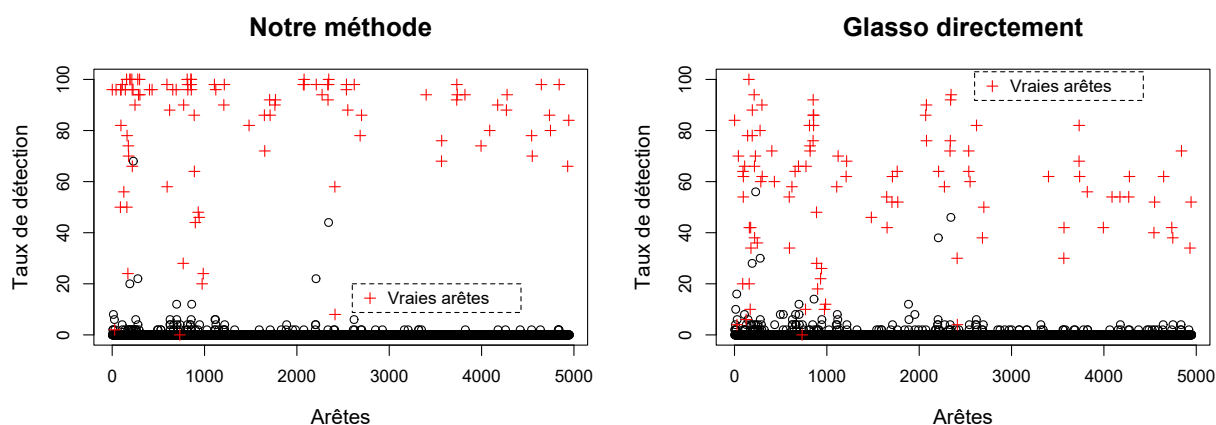 Notre méthode
Taux de détection
100
80
60
40
20
0
Vraies arêtes
0 1000 2000 3000 4000 5000
Arêtes
Glasso directement
Taux de détection
100
80
60
40
20
0
Vraies arêtes
0 1000 2000 3000 4000 5000
Arêtes